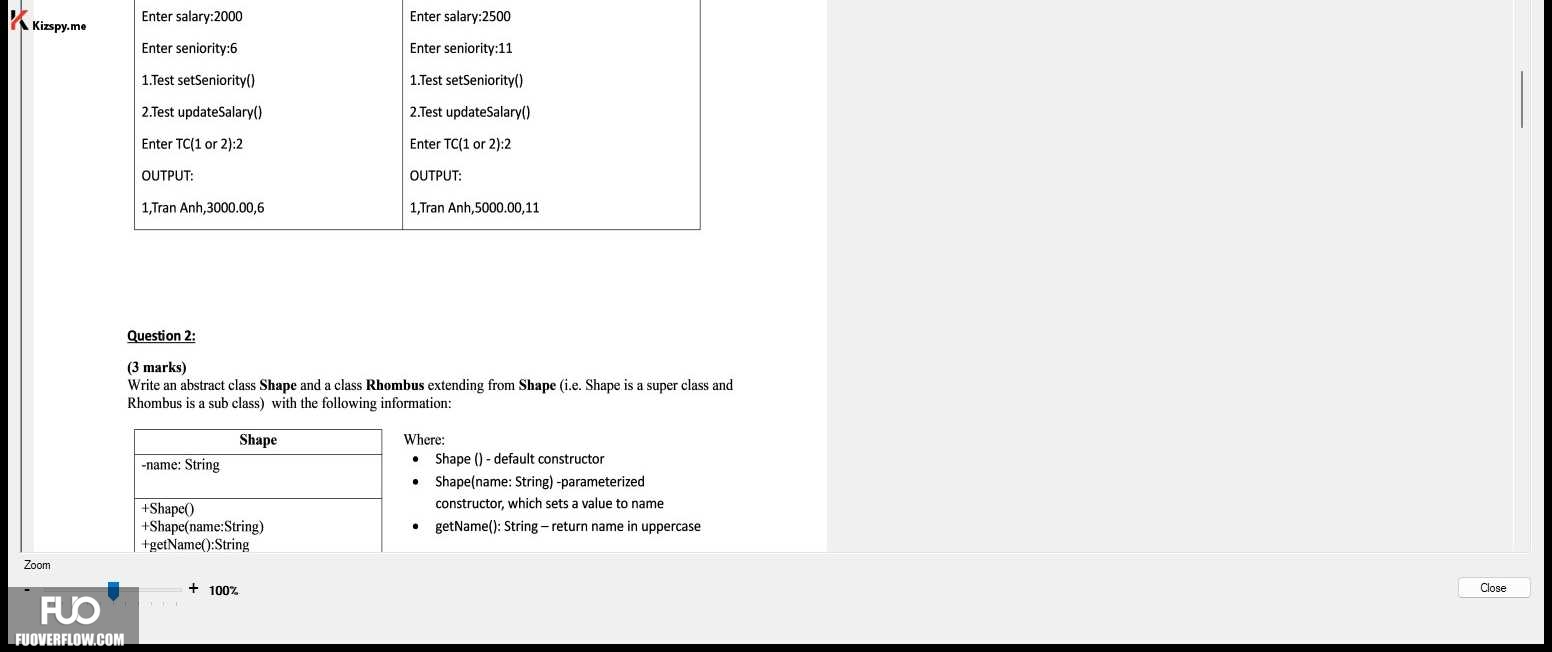 Kizspy.me
Enter salary:2000
Enter seniority:6
1.Test setSeniority()
2.Test updateSalary()
Enter TC(1 or 2):2
OUTPUT:
1,Tran Anh,3000.00,6
Enter salary:2500
Enter seniority:11
1.Test setSeniority()
2.Test updateSalary()
Enter TC(1 or 2):2
OUTPUT:
1,Tran Anh,5000.00,11
Question 2:
(3 marks)
Write an abstract class Shape and a class Rhombus extending from Shape (i.e. Shape is a super class and
Rhombus is a sub class)  with the following information:
Shape
-name: String
+Shape()
+Shape(name:String)
+getName():String
Where:
• Shape () - default constructor
• Shape(name: String) -parameterized
constructor, which sets a value to name
• getName(): String – return name in uppercase
Zoom
- + 100%
Close
FUO
FUOVERFLOW.COM